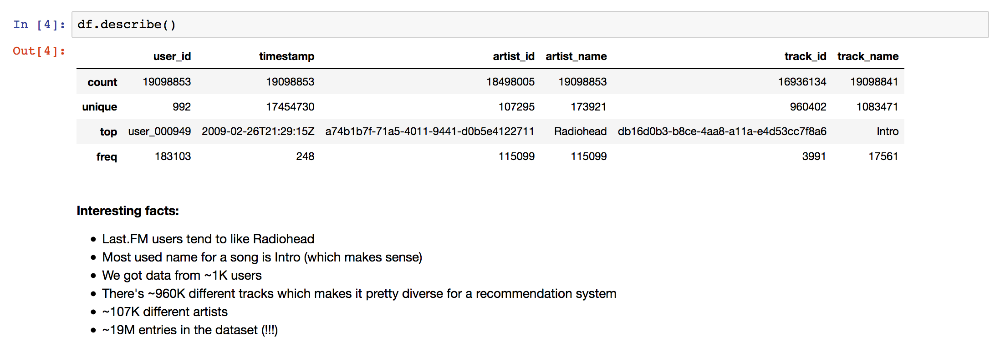 In [4]: df.describe()
Out[4]:
user_id timestamp artist_id artist_name track_id track_name
count 19098853 19098853 18498005 19098853 16936134 19098841
unique 992 17454730 107295 173921 960402 1083471
top user_000949 2009-02-26T21:29:15Z a74b1b7f-71a5-4011-9441-d0b5e4122711 Radiohead db16d0b3-b8ce-4aa8-a11a-e4d53cc7f8a6 Intro
freq 183103 248 115099 115099 3991 17561
Interesting facts:
• Last.FM users tend to like Radiohead
• Most used name for a song is Intro (which makes sense)
• We got data from ~1K users
• There's ~960K different tracks which makes it pretty diverse for a recommendation system
• ~107K different artists
• ~19M entries in the dataset (!!!)